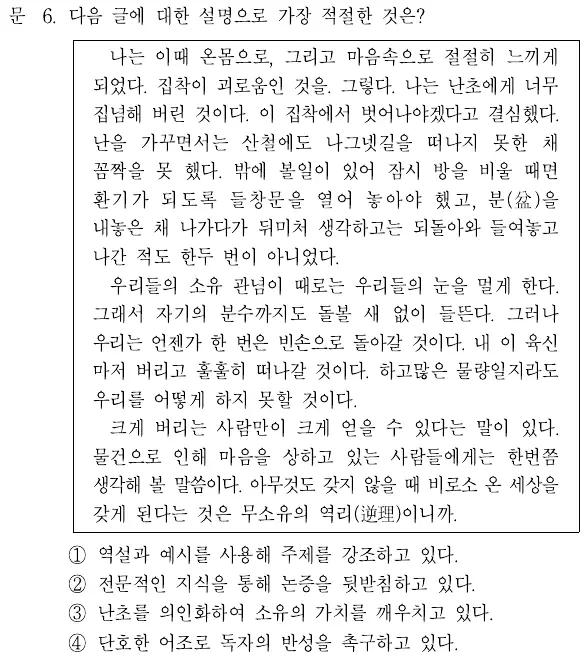 문 6. 다음 글에 대한 설명으로 가장 적절한 것은?
나는 이때 온몸으로, 그리고 마음속으로 절절히 느끼게
되었다. 집착이 괴로움인 것을. 그렇다. 나는 난초에게 너무
집념해 버린 것이다. 이 집착에서 벗어나야겠다고 결심했다.
난을 가꾸면서는 산철에도 나그넷길을 떠나지 못한 채
꼼짝을 못 했다. 밖에 볼일이 있어 잠시 방을 비울 때면
환기가 되도록 들창문을 열어 놓아야 했고, 분(盆)을
내놓은 채 나가다가 뒤미처 생각하고는 되돌아와 들여놓고
나간 적도 한두 번이 아니었다.
우리들의 소유 관념이 때로는 우리들의 눈을 멀게 한다.
그래서 자기의 분수까지도 돌볼 새 없이 들뜬다. 그러나
우리는 언젠가 한 번은 빈손으로 돌아갈 것이다. 내 이 육신
마저 버리고 훌훌히 떠나갈 것이다. 하고많은 물량일지라도
우리를 어떻게 하지 못할 것이다.
크게 버리는 사람만이 크게 얻을 수 있다는 말이 있다.
물건으로 인해 마음을 상하고 있는 사람들에게는 한번쯤
생각해 볼 말씀이다. 아무것도 갖지 않을 때 비로소 온 세상을
갖게 된다는 것은 무소유의 역리(逆理)이니까.
① 역설과 예시를 사용해 주제를 강조하고 있다.
② 전문적인 지식을 통해 논증을 뒷받침하고 있다.
③ 난초를 의인화하여 소유의 가치를 깨우치고 있다.
④ 단호한 어조로 독자의 반성을 촉구하고 있다.